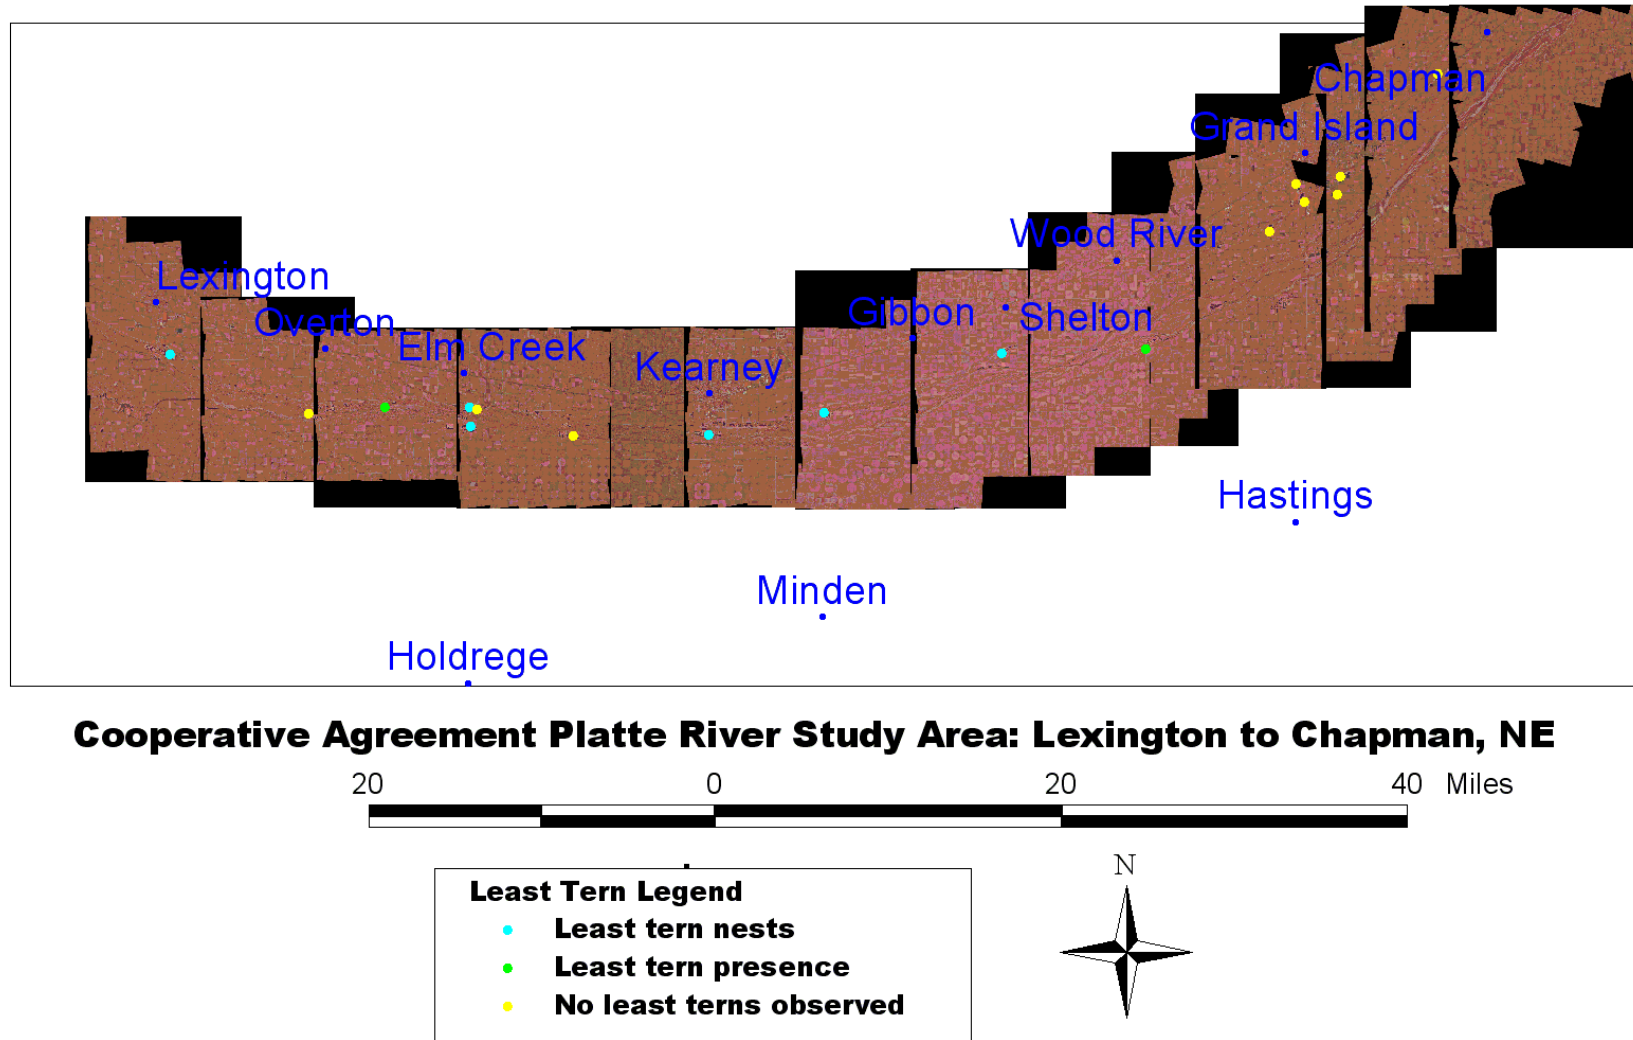 Chapman
Grand Island
Wood River
Lexington
Overton
Gibbon
Shelton
Elm Creek
Kearney
Hastings
Minden
Holdrege
Cooperative Agreement Platte River Study Area: Lexington to Chapman, NE
20 0 20 40 Miles
N
Least Tern Legend
Least tern nests
Least tern presence
No least terns observed